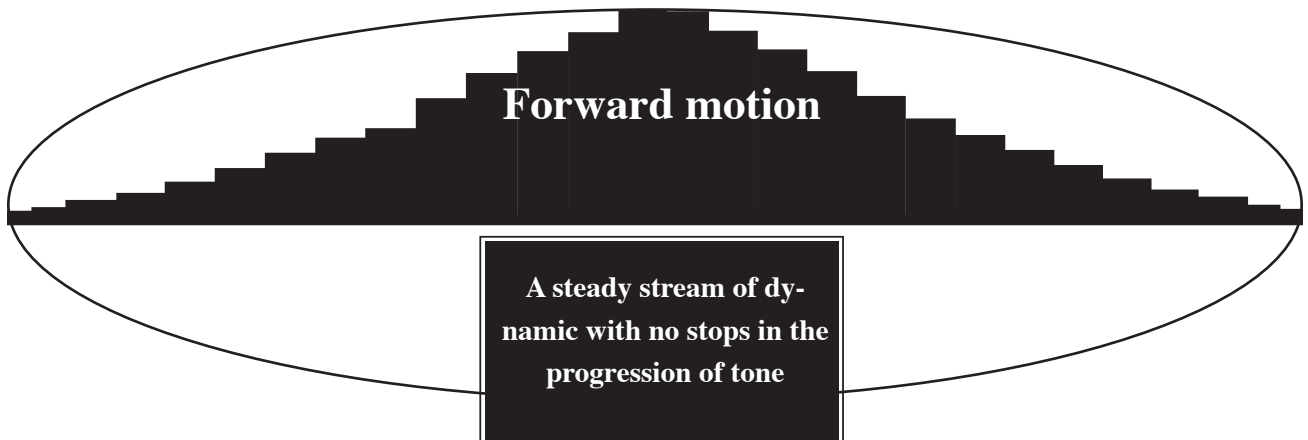 Forward motion
A steady stream of dy-
namic with no stops in the
progression of tone